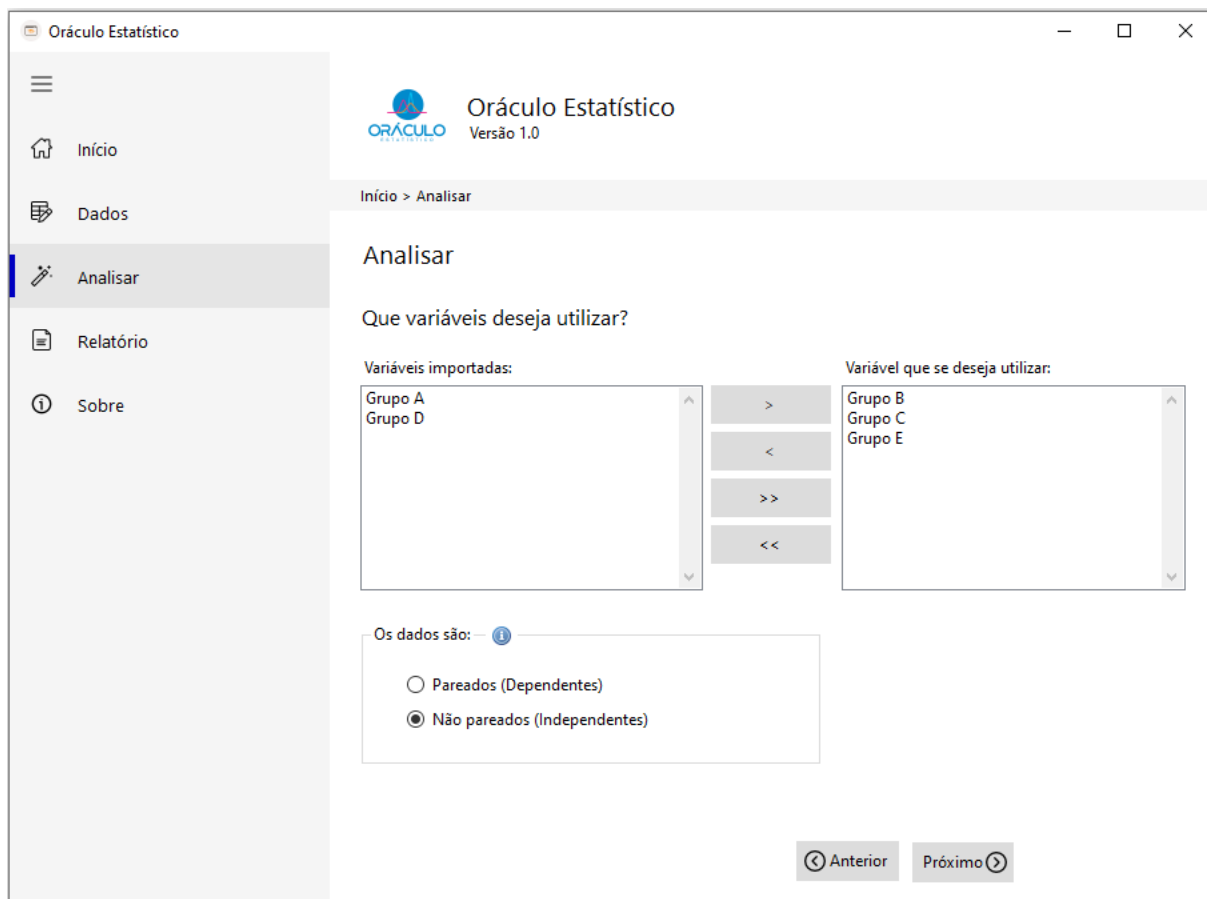 Oráculo Estatístico
Início
Dados
Analisar
Relatório
Sobre
ORÁCULO
ESTATÍSTICO
Oráculo Estatístico
Versão 1.0
Início > Analisar
Analisar
Que variáveis deseja utilizar?
Variáveis importadas:
Grupo A
Grupo D
>
<
>>
<<
Variável que se deseja utilizar:
Grupo B
Grupo C
Grupo E
Os dados são:
Pareados (Dependentes)
Não pareados (Independentes)
Anterior
Próximo